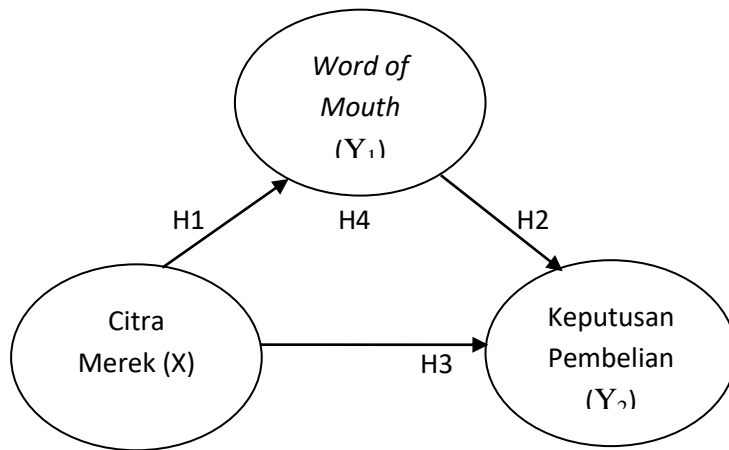 Word of
Mouth
(Y₁)
H1
H4
H2
Citra
Merek (X)
Keputusan
Pembelian
(Y₂)
H3